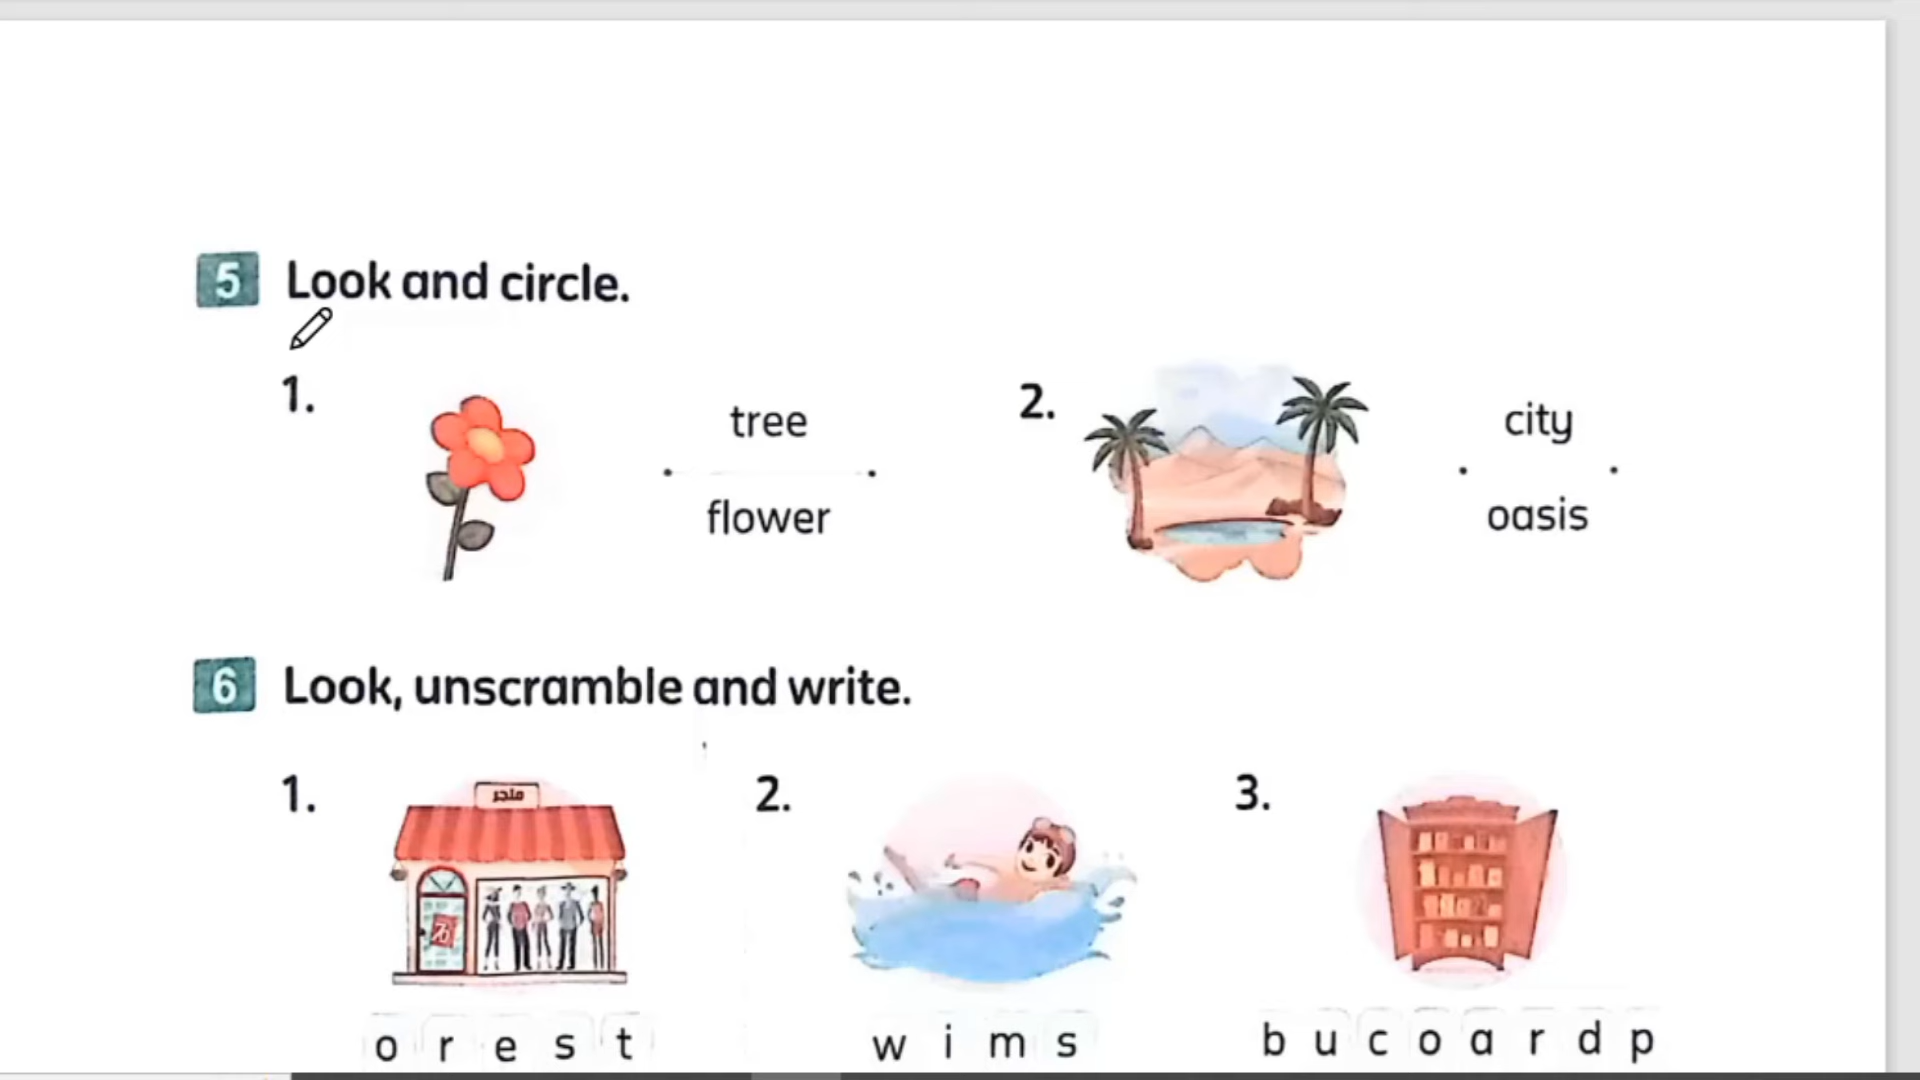 5 Look and circle.
1.
tree
flower
2.
city
oasis
6 Look, unscramble and write.
1.
متجر
o r e s t
2.
w i m s
3.
b u c o a r d p